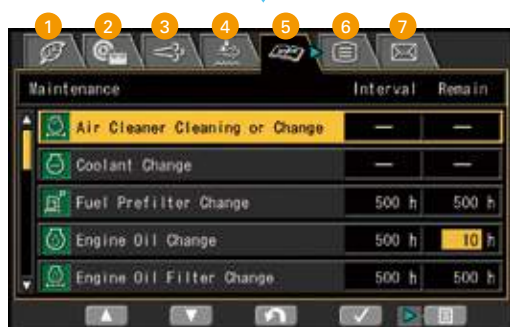 1 2 3 4 5 6 7
Maintenance Interval Remain
Air Cleaner Cleaning or Change — —
Coolant Change — —
Fuel Prefilter Change 500 h 500 h
Engine Oil Change 500 h 10 h
Engine Oil Filter Change 500 h 500 h